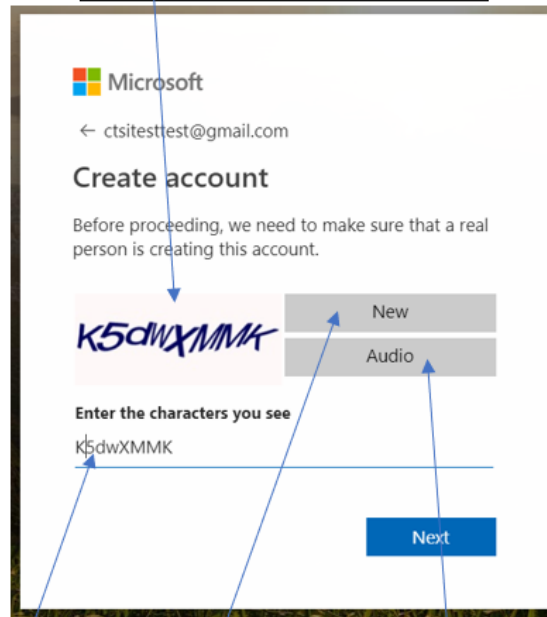 Microsoft
← ctsitesttest@gmail.com
Create account
Before proceeding, we need to make sure that a real
person is creating this account.
K5dwXMMK
New
Audio
Enter the characters you see
K5dwXMMK
Next